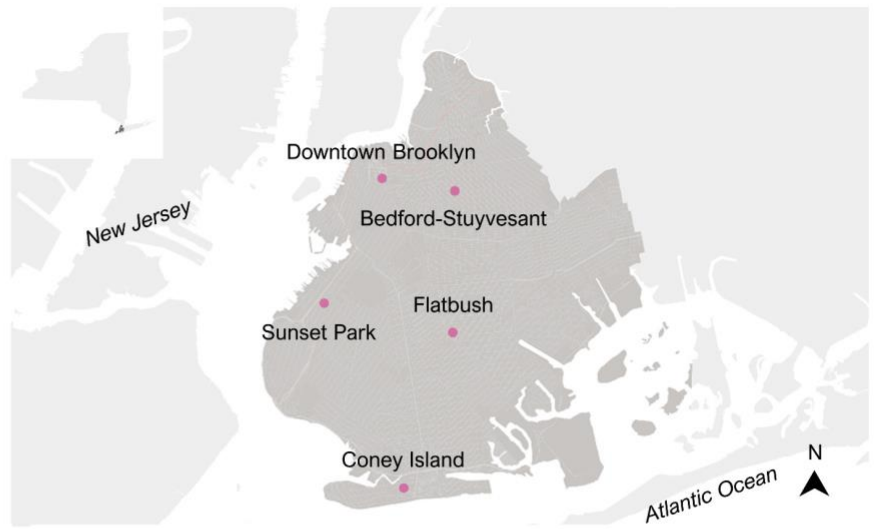 Downtown Brooklyn
Bedford-Stuyvesant
New Jersey
Flatbush
Sunset Park
Coney Island
N
Atlantic Ocean